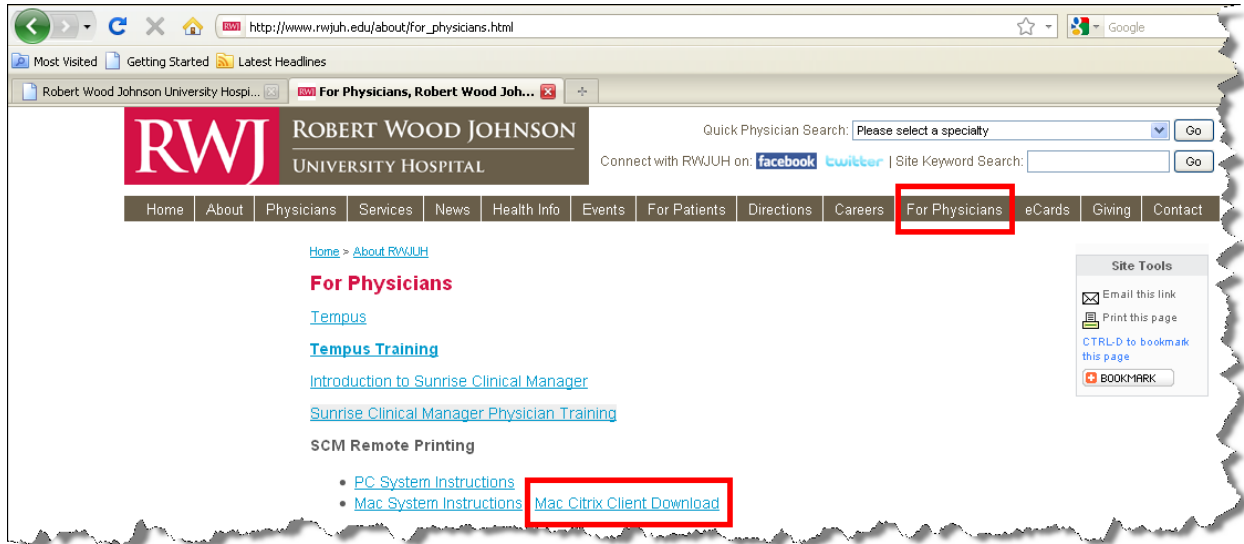 http://www.rwjuh.edu/about/for_physicians.html
Google
Most Visited Getting Started Latest Headlines
Robert Wood Johnson University Hospi... RWJ For Physicians, Robert Wood Joh...
RWJ ROBERT WOOD JOHNSON
UNIVERSITY HOSPITAL
Quick Physician Search: Please select a specialty Go
Connect with RWJUH on: facebook twitter | Site Keyword Search: Go
Home About Physicians Services News Health Info Events For Patients Directions Careers For Physicians eCards Giving Contact
Home > About RWJUH
For Physicians
Tempus
Tempus Training
Introduction to Sunrise Clinical Manager
Sunrise Clinical Manager Physician Training
SCM Remote Printing
• PC System Instructions
• Mac System Instructions Mac Citrix Client Download
Site Tools
Email this link
Print this page
CTRL-D to bookmark
this page
BOOKMARK